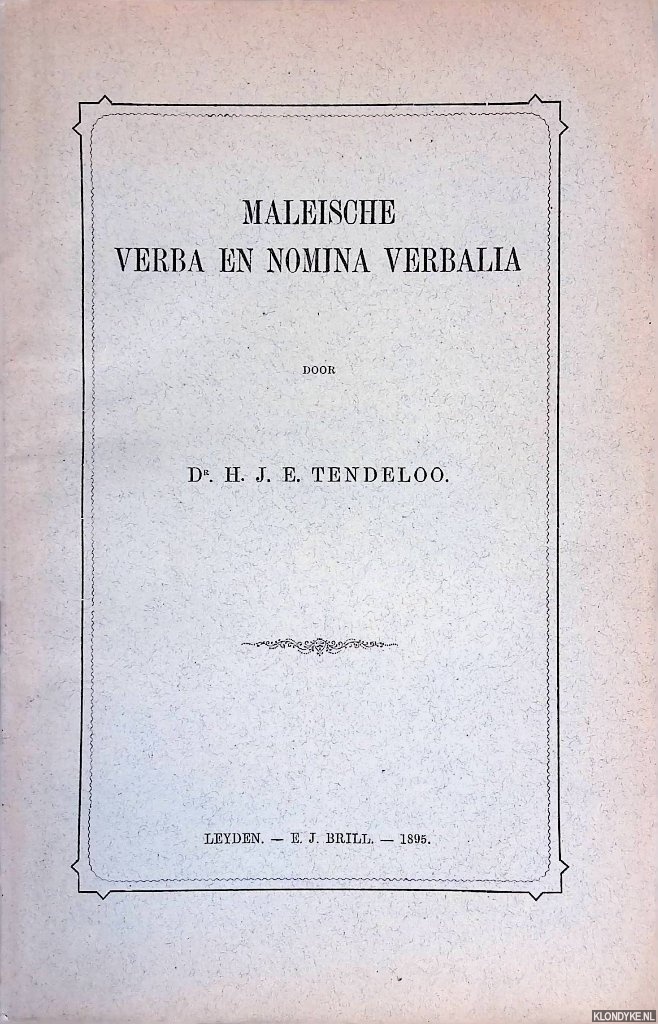 MALEISCHE
VERBA EN NOMINA VERBALIA
DOOR
DR. H. J. E. TENDELOO.
LEYDEN. — E. J. BRILL. — 1895.
KLONDYKE.NL